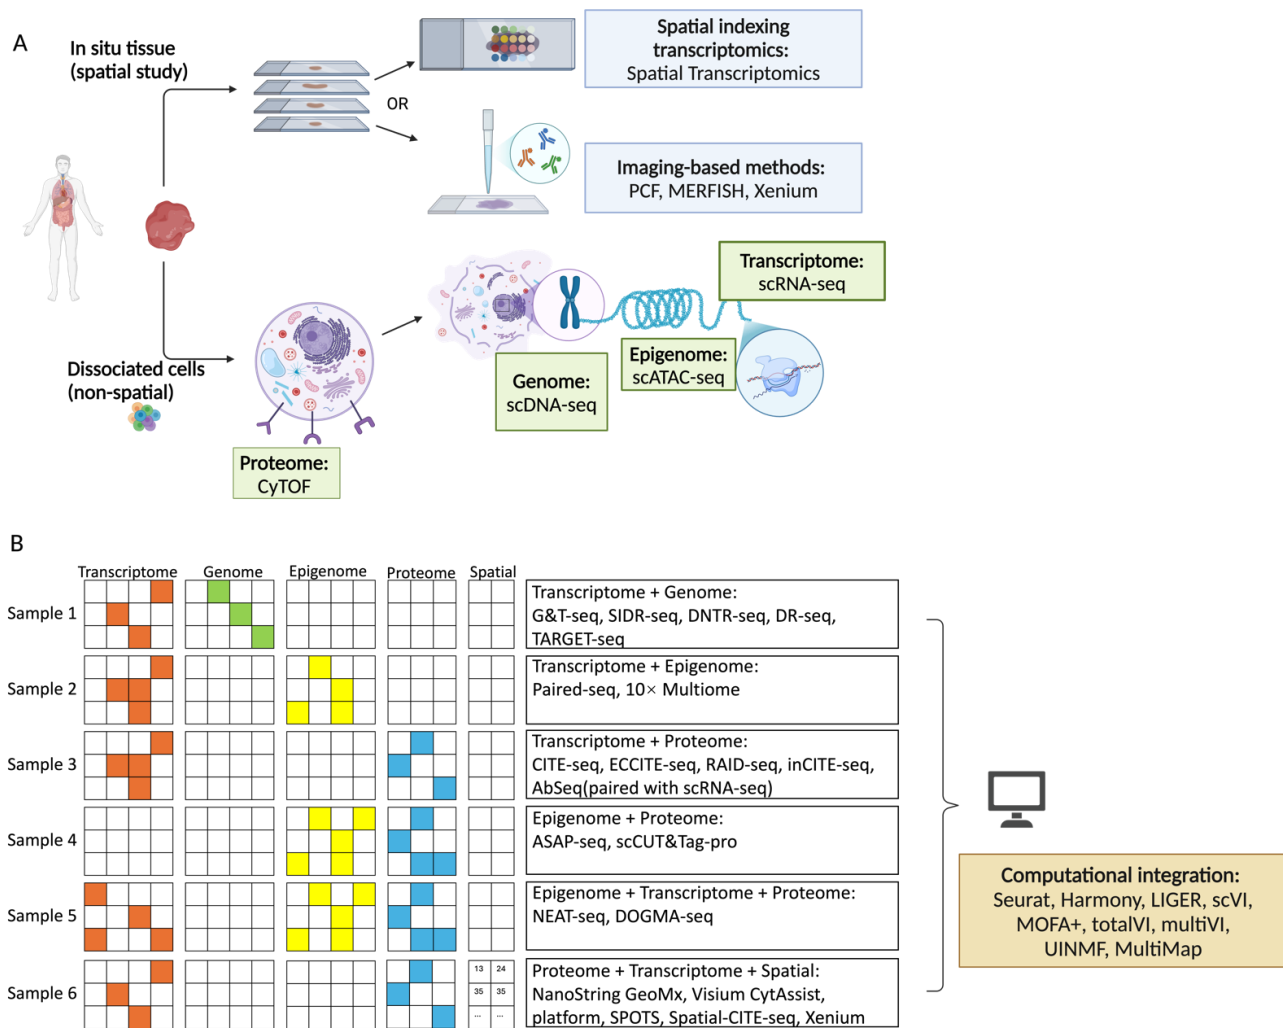 A
In situ tissue
(spatial study)
OR
Spatial indexing
transcriptomics:
Spatial Transcriptomics
Imaging-based methods:
PCF, MERFISH, Xenium
Dissociated cells
(non-spatial)
Proteome:
CyTOF
Genome:
scDNA-seq
Epigenome:
scATAC-seq
Transcriptome:
scRNA-seq
B
Transcriptome Genome Epigenome Proteome Spatial
Sample 1
Transcriptome + Genome:
G&T-seq, SIDR-seq, DNTR-seq, DR-seq,
TARGET-seq
Sample 2
Transcriptome + Epigenome:
Paired-seq, 10× Multiome
Sample 3
Transcriptome + Proteome:
CITE-seq, ECCITE-seq, RAID-seq, inCITE-seq,
AbSeq(paired with scRNA-seq)
Sample 4
Epigenome + Proteome:
ASAP-seq, scCUT&Tag-pro
Sample 5
Epigenome + Transcriptome + Proteome:
NEAT-seq, DOGMA-seq
Sample 6
13 24
35 35
... ...
Proteome + Transcriptome + Spatial:
NanoString GeoMx, Visium CytAssist,
platform, SPOTS, Spatial-CITE-seq, Xenium
Computational integration:
Seurat, Harmony, LIGER, scVI,
MOFA+, totalVI, multiVI,
UINMF, MultiMap